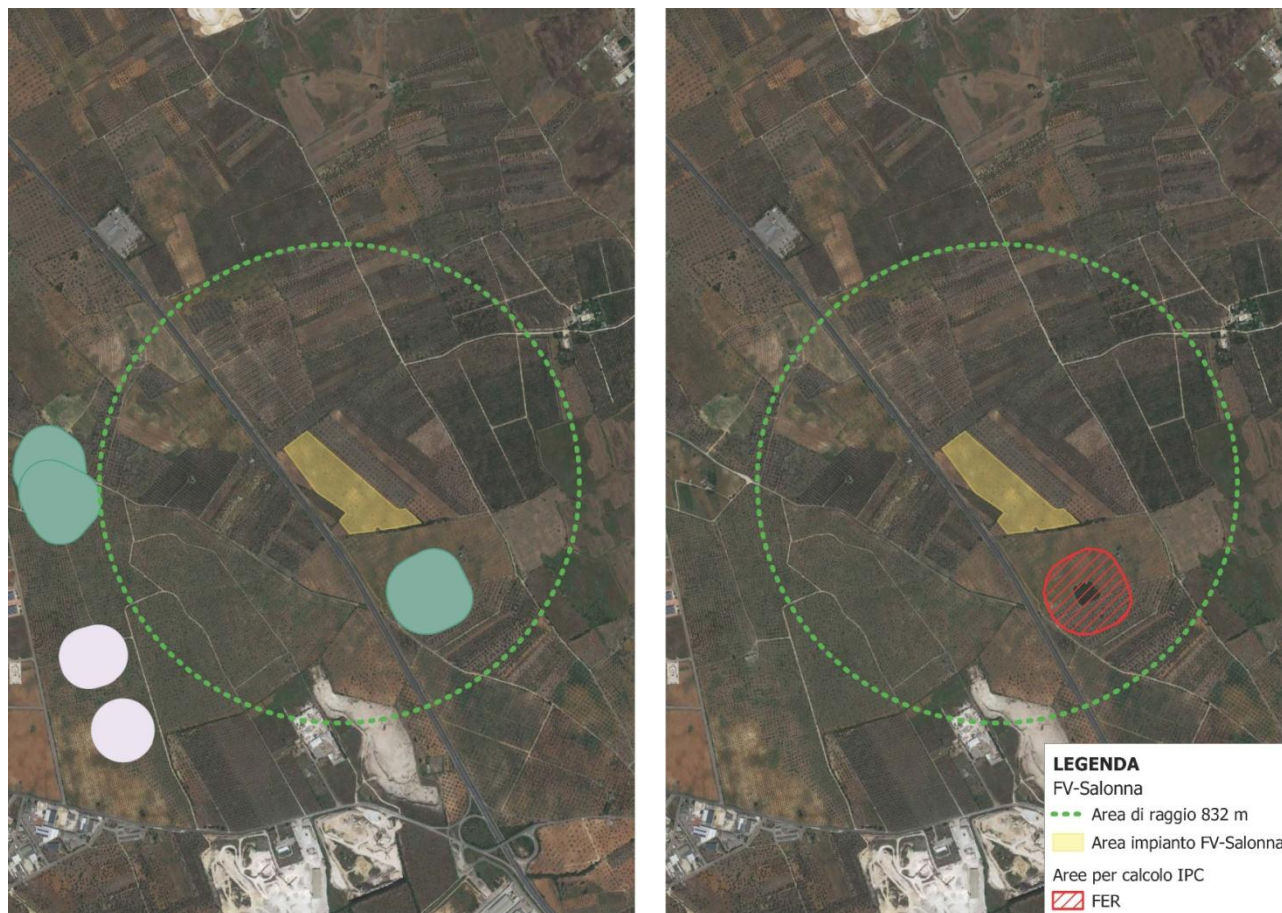 LEGENDA
FV-Salonna
Area di raggio 832 m
Area impianto FV-Salonna
Aree per calcolo IPC
FER